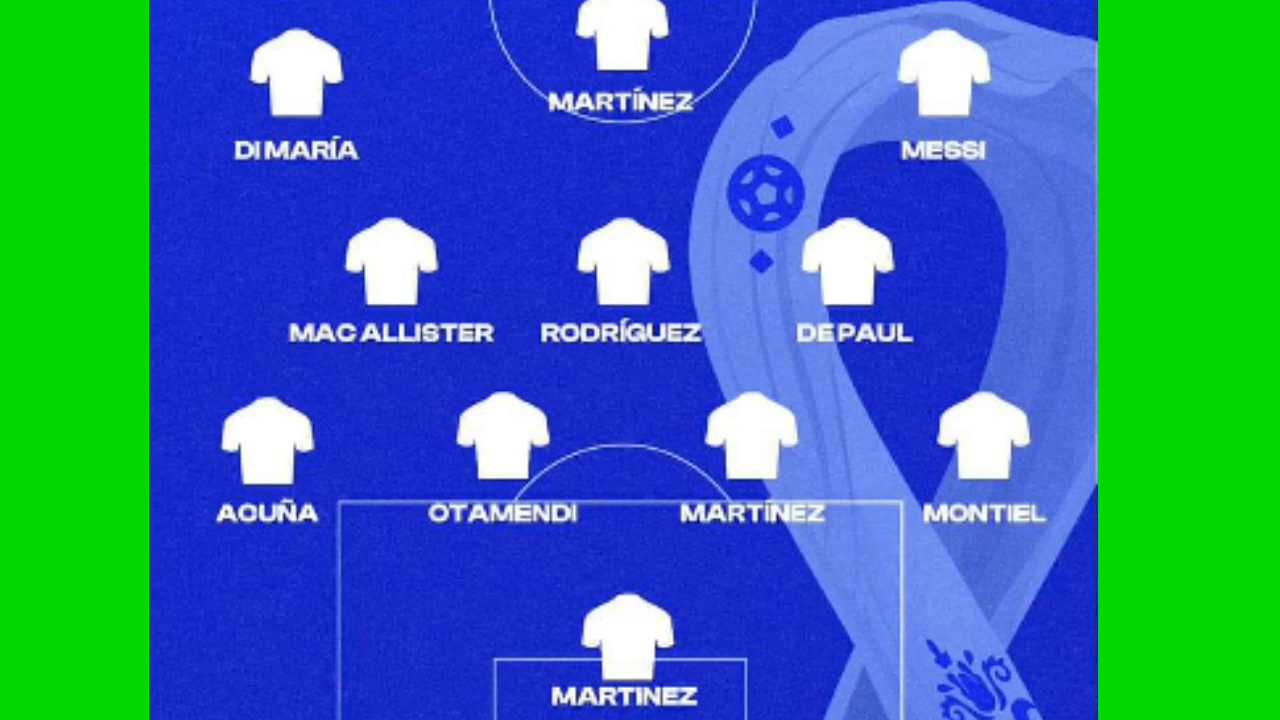 MARTÍNEZ
DI MARÍA
MESSI
MAC ALLISTER
RODRÍGUEZ
DE PAUL
ACUÑA
OTAMENDI
MARTÍNEZ
MONTIEL
MARTINEZ